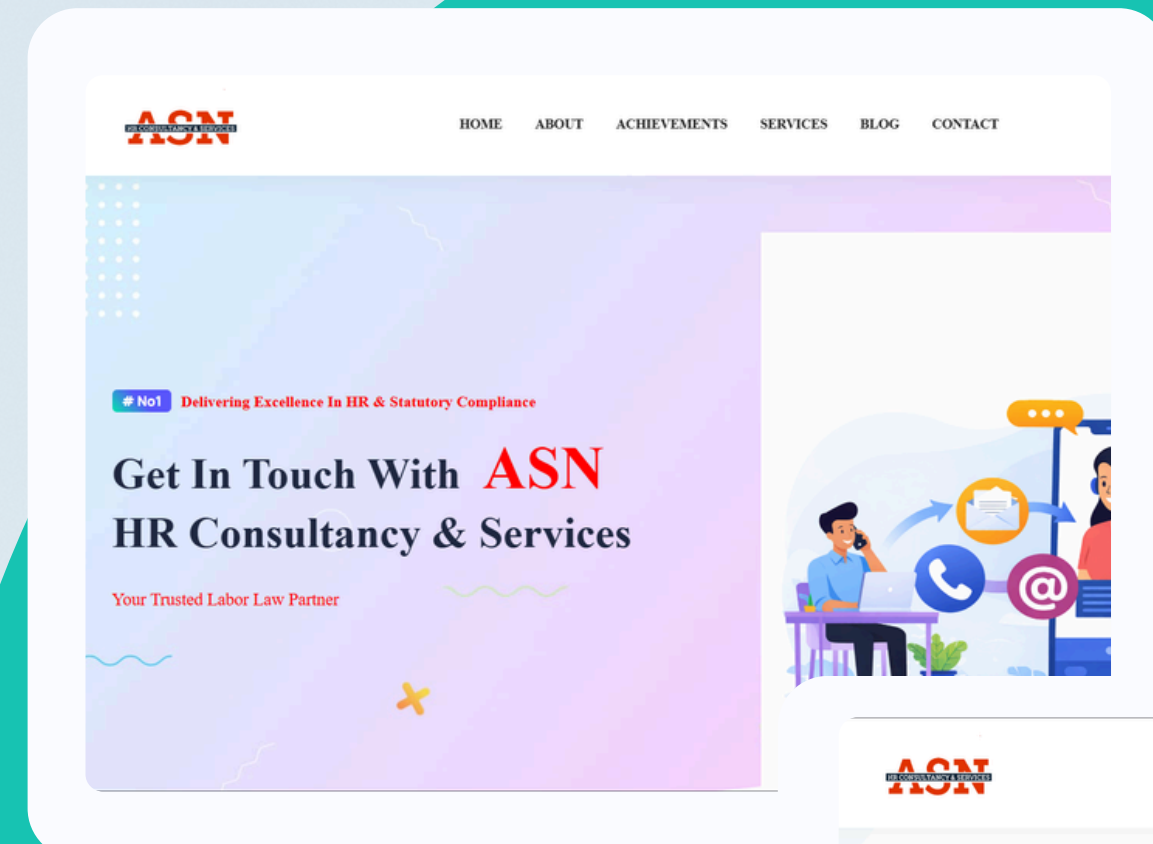 ASN
HR CONSULTANCY & SERVICES
HOME ABOUT ACHIEVEMENTS SERVICES BLOG CONTACT
# No1 Delivering Excellence In HR & Statutory Compliance
Get In Touch With ASN
HR Consultancy & Services
Your Trusted Labor Law Partner
@
ASN
HR CONSULTANCY & SERVICES